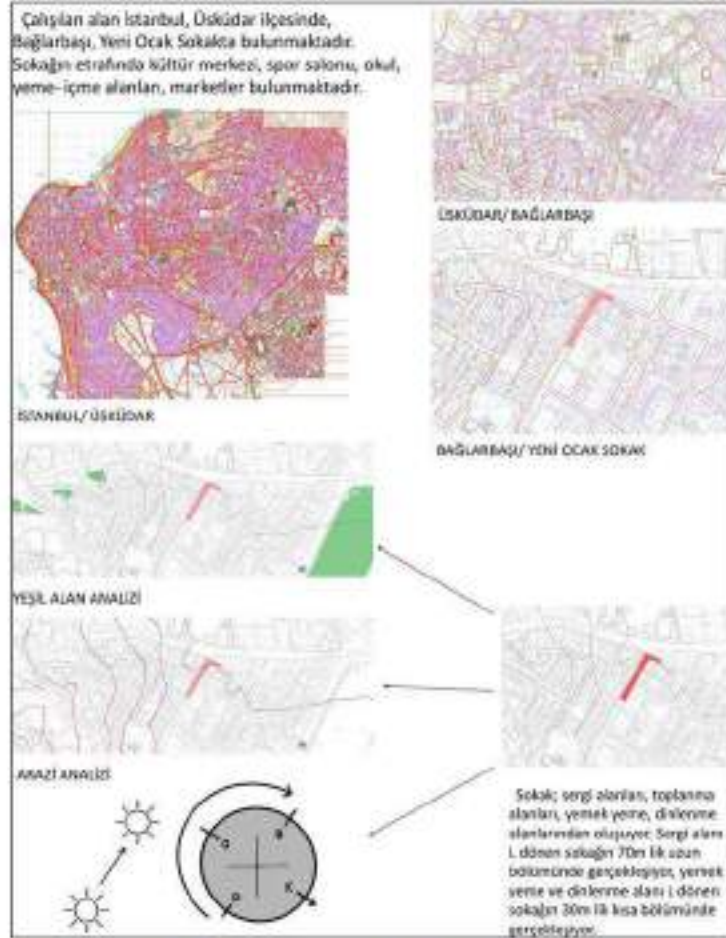 Çalışılan alan İstanbul, Üsküdar ilçesinde,
Bağlarbaşı, Yeni Ocak Sokakta bulunmaktadır.
Sokağın etrafında kültür merkezi, spor salonu, okul,
yeme-içme alanları, marketler bulunmaktadır.
ÜSKÜDAR/ BAĞLARBAŞI
İSTANBUL/ ÜSKÜDAR
BAĞLARBAŞI/ YENİ OCAK SOKAK
YEŞİL ALAN ANALİZİ
ARAZİ ANALİZİ
Sokak; sergi alanları, toplanma
alanları, yemek yeme, dinlenme
alanlarından oluşuyor. Sergi alanı
L dönen sokağın 70m lik uzun
bölümünde gerçekleşiyor, yemek
yeme ve dinlenme alanı L dönen
sokağın 30m lik kısa bölümünde
gerçekleşiyor.
G
B
D
K